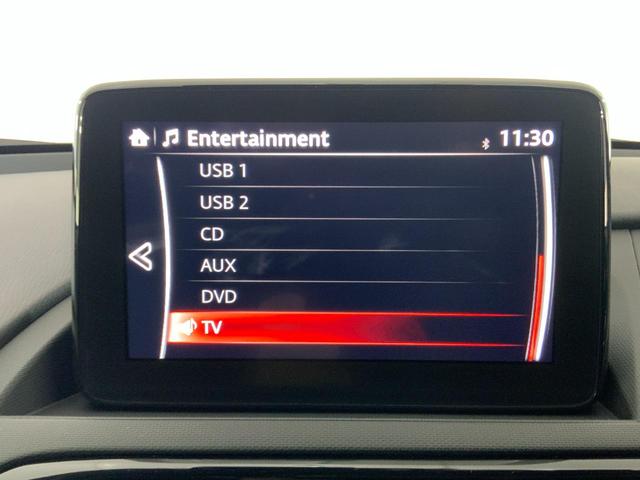 Entertainment 11:30
USB 1
USB 2
CD
AUX
DVD
TV